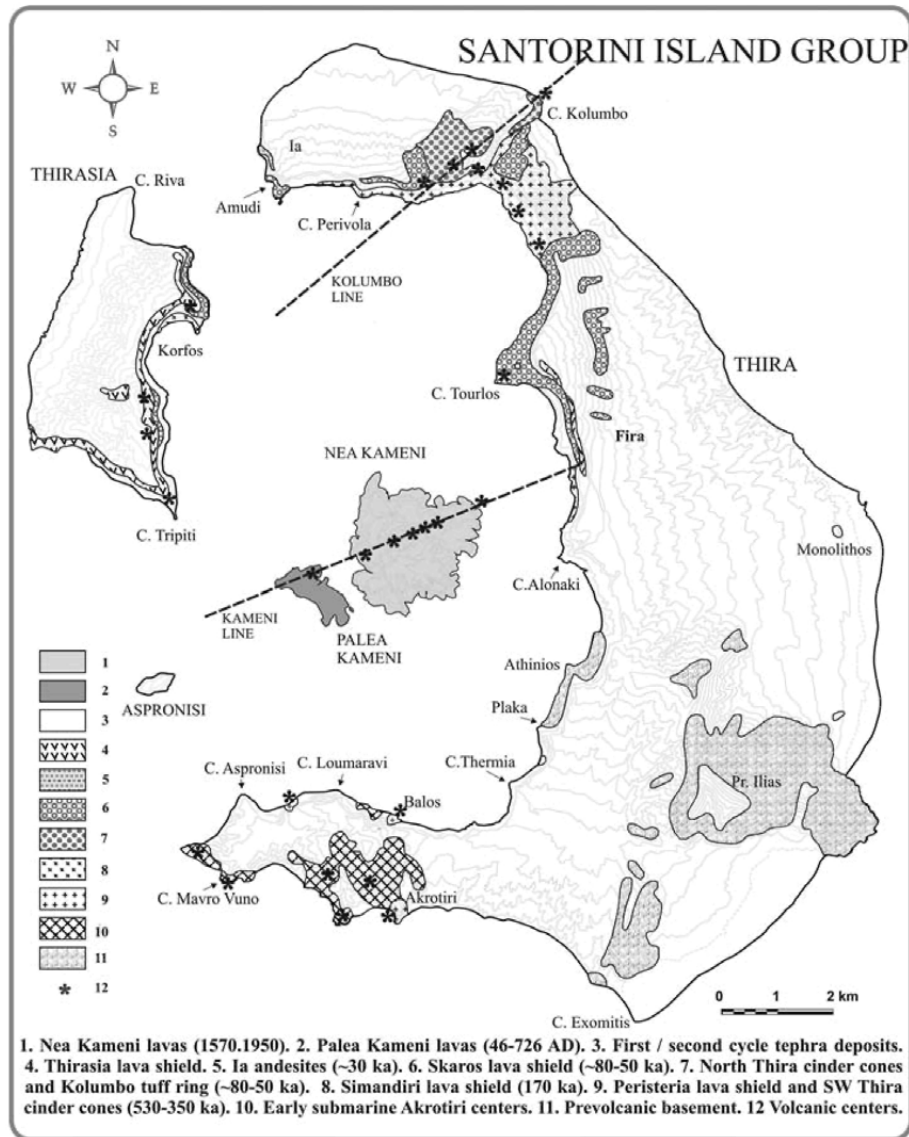 SANTORINI ISLAND GROUP
N
W E
S
C. Kolumbo
Ia
THIRASIA
C. Riva
Amudi
C. Perivola
KOLUMBO
LINE
Korfos
THIRA
C. Tourlos
Fira
NEA KAMENI
C. Tripiti
Monolithos
C.Alonaki
KAMENI
LINE
PALEA
KAMENI
1
2
3
4
5
6
7
8
9
10
11
12
ASPRONISI
Athinios
Plaka
C. Aspronisi
C. Loumaravi
C.Thermia
Balos
Pr. Ilias
C. Mavro Vuno
Akrotiri
0 1 2 km
C. Exomitis
1. Nea Kameni lavas (1570.1950). 2. Palea Kameni lavas (46-726 AD). 3. First / second cycle tephra deposits.
4. Thirasia lava shield. 5. Ia andesites (~30 ka). 6. Skaros lava shield (~80-50 ka). 7. North Thira cinder cones
and Kolumbo tuff ring (~80-50 ka). 8. Simandiri lava shield (170 ka). 9. Peristeria lava shield and SW Thira
cinder cones (530-350 ka). 10. Early submarine Akrotiri centers. 11. Prevolcanic basement. 12 Volcanic centers.